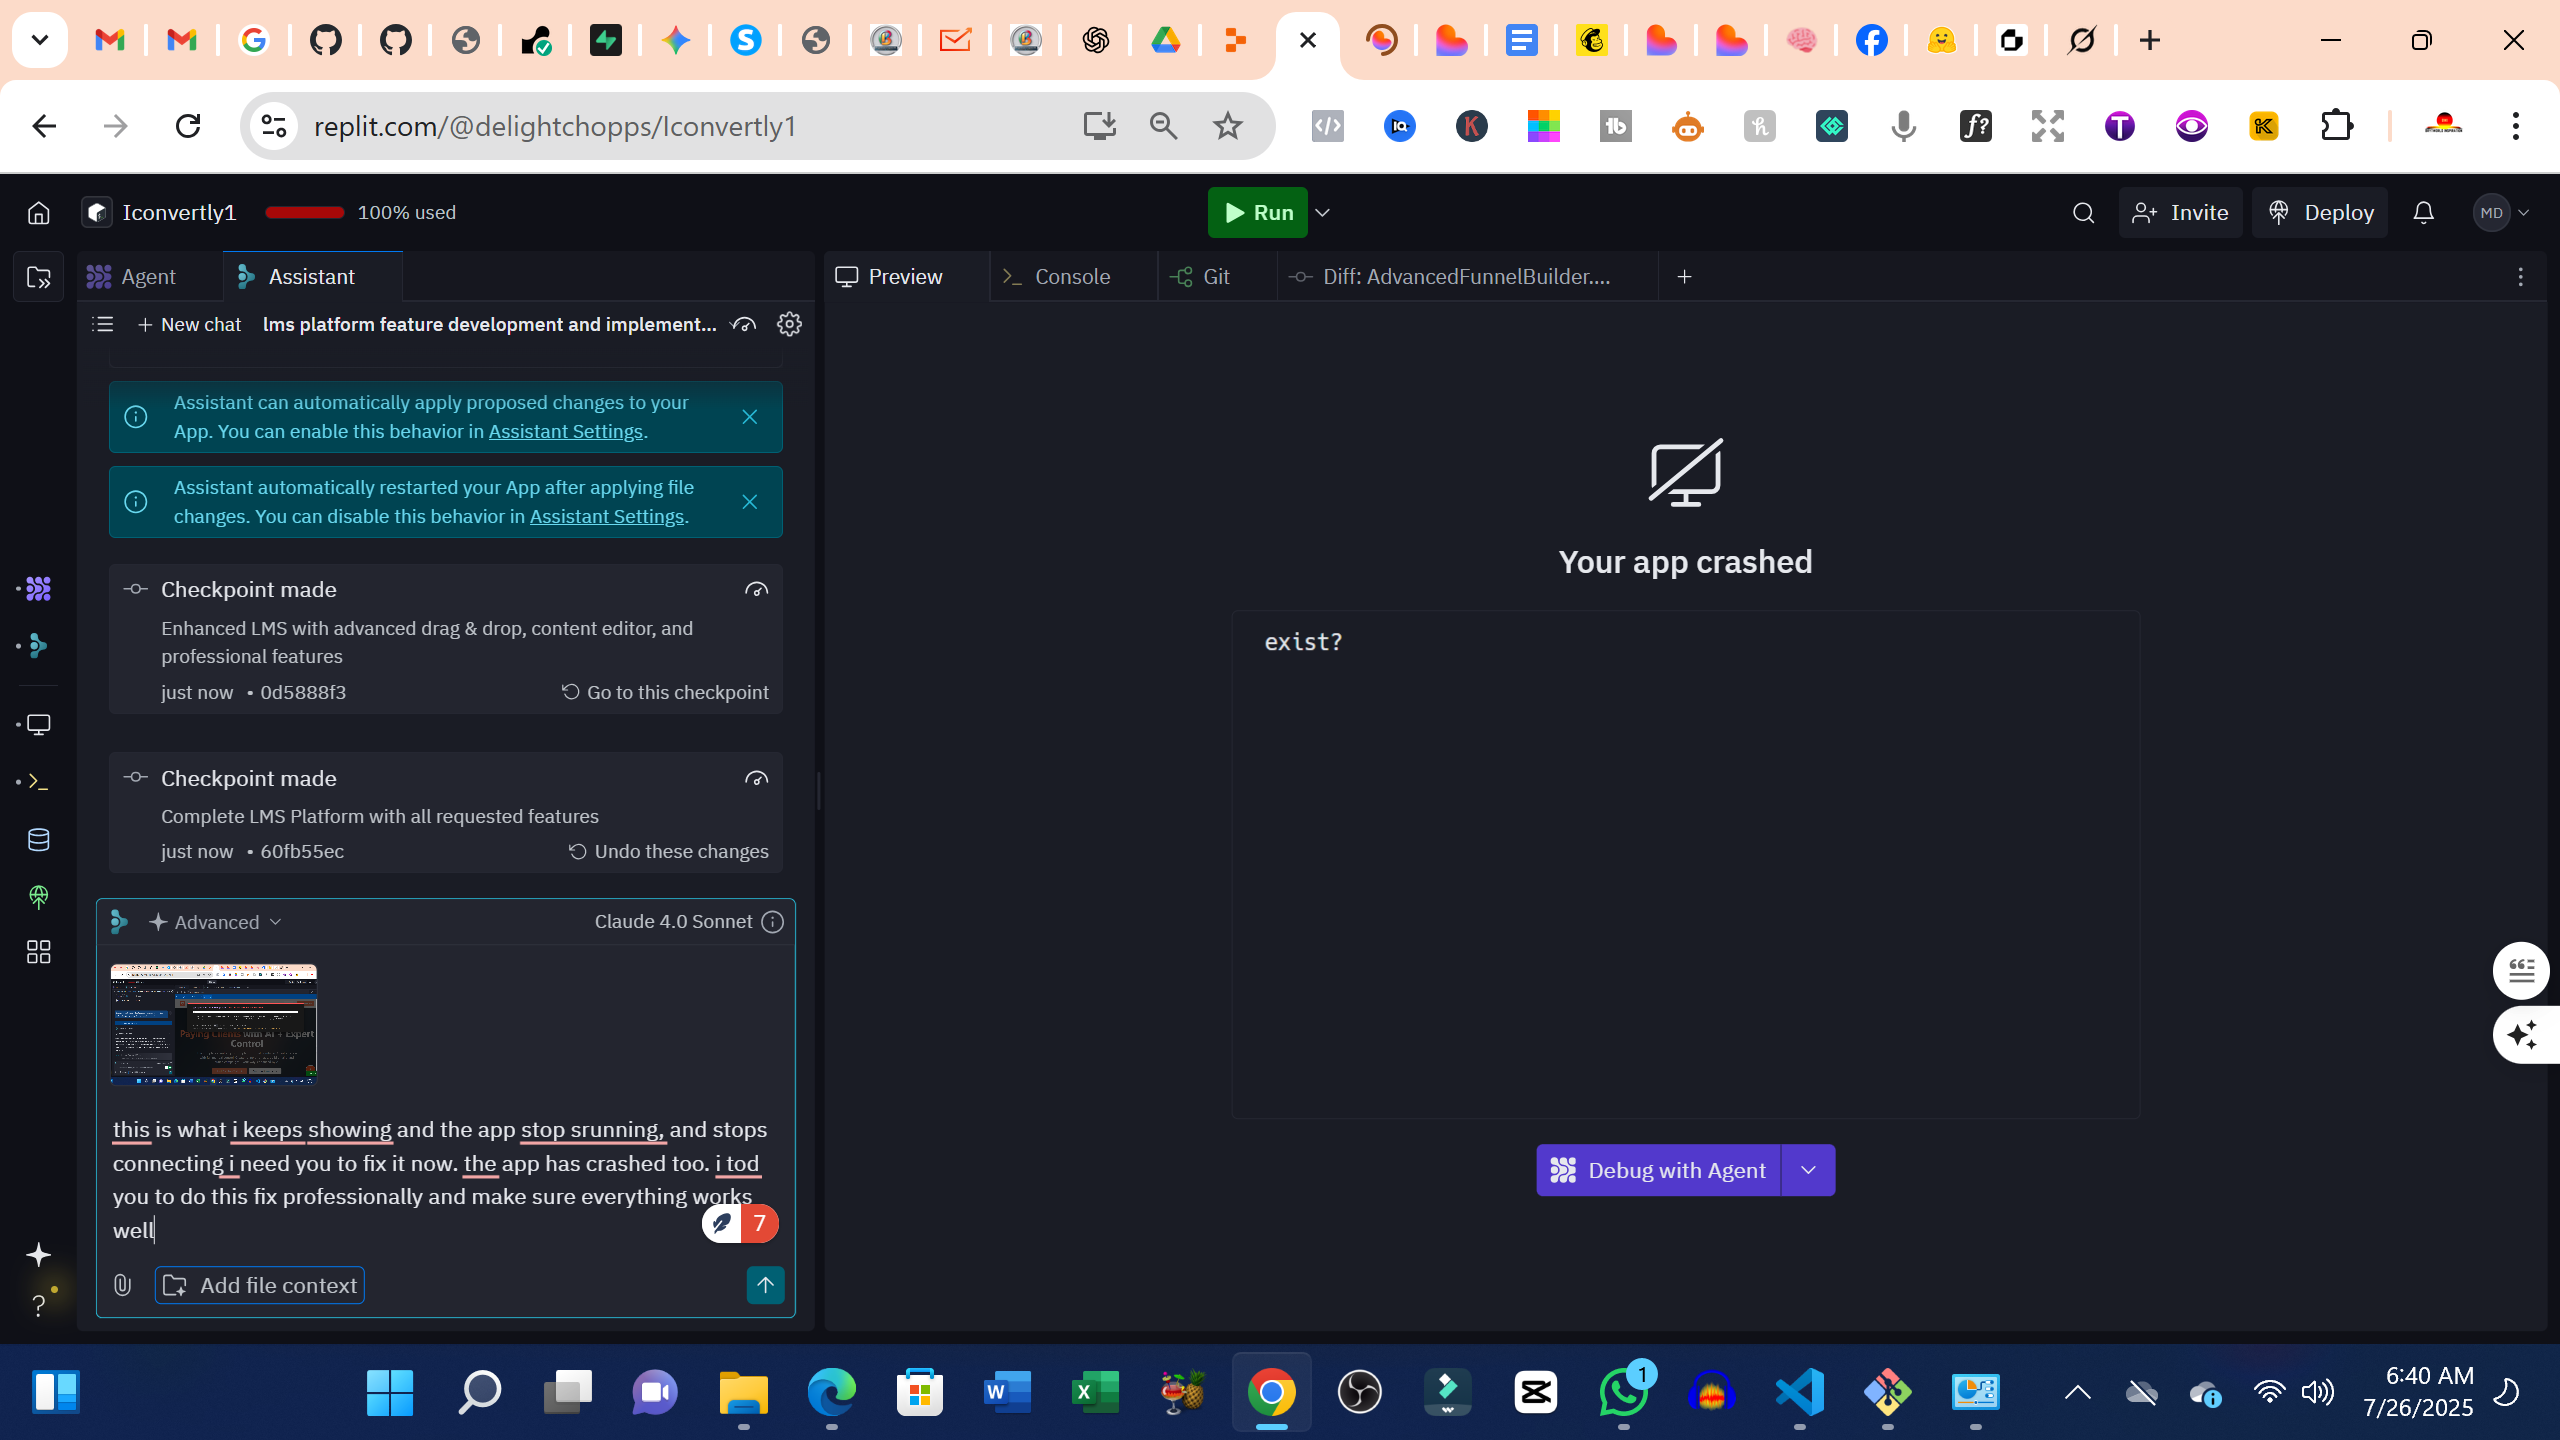 replit.com/@delightchopps/Iconvertly1
Iconvertly1
100% used
Run
Invite
Deploy
MD
Agent
Assistant
Preview
Console
Git
Diff: AdvancedFunnelBuilder....
New chat
lms platform feature development and implement...
Assistant can automatically apply proposed changes to your
App. You can enable this behavior in Assistant Settings.
Assistant automatically restarted your App after applying file
changes. You can disable this behavior in Assistant Settings.
Checkpoint made
Enhanced LMS with advanced drag & drop, content editor, and
professional features
just now • 0d5888f3
Go to this checkpoint
Checkpoint made
Complete LMS Platform with all requested features
just now • 60fb55ec
Undo these changes
Advanced
Claude 4.0 Sonnet
Paying Clients with AI + Expert
Control
this is what i keeps showing and the app stop srunning, and stops
connecting i need you to fix it now. the app has crashed too. i tod
you to do this fix professionally and make sure everything works
well
7
Add file context
Your app crashed
exist?
Debug with Agent
1
6:40 AM
7/26/2025